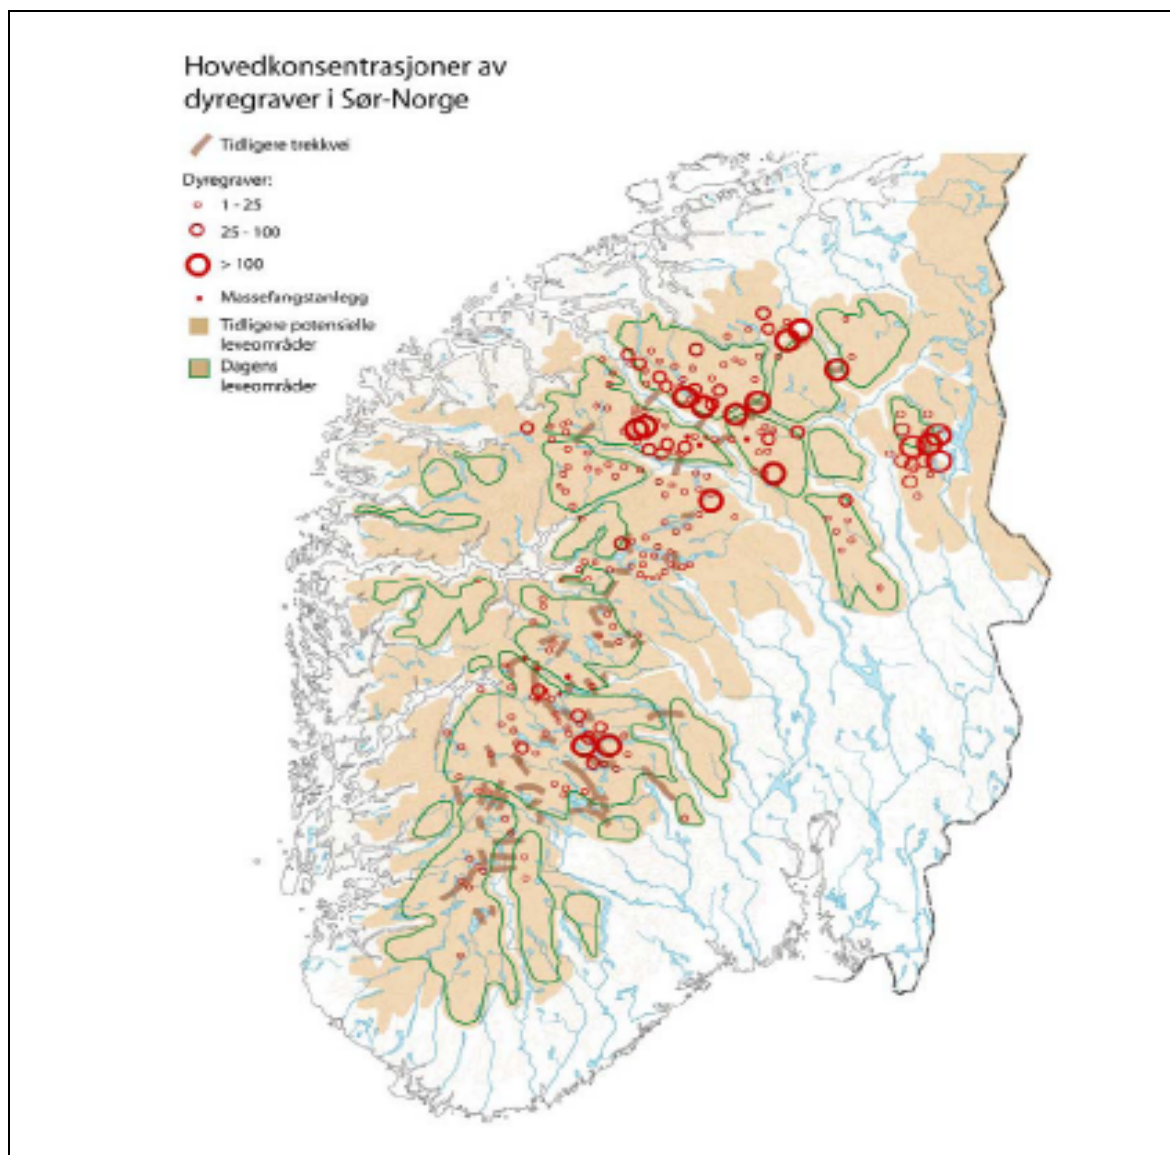 Hovedkonsentrasjoner av
dyregraver i Sør-Norge
Tidligere trekkvei
Dyregraver:
1 - 25
25 - 100
> 100
Massefangstanlegg
Tidligere potensielle
leveområder
Dagens
leveområder